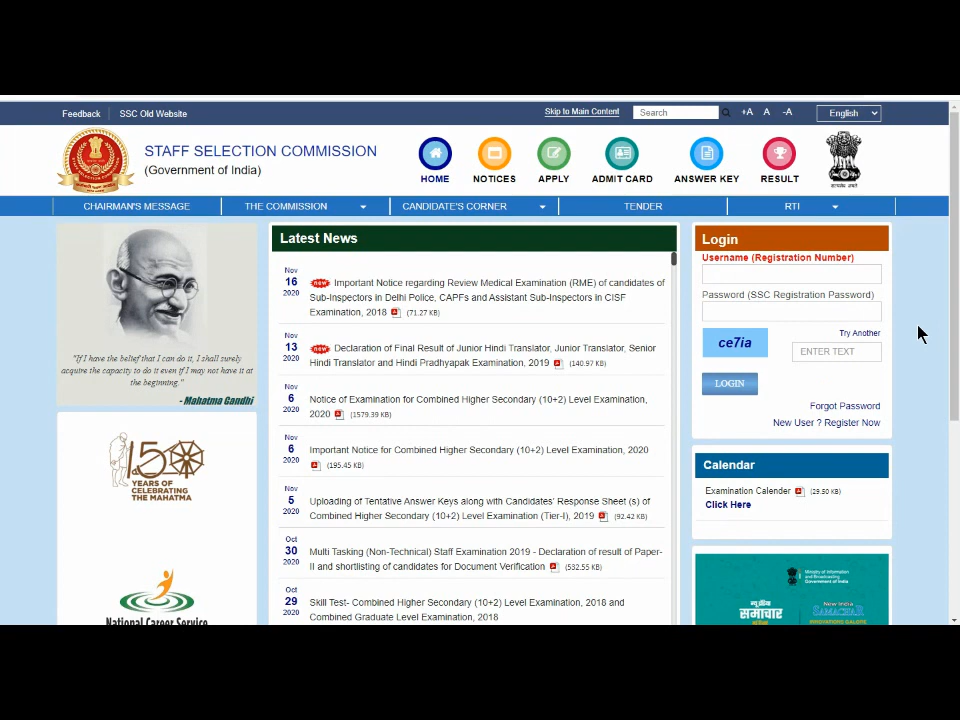 Feedback
SSC Old Website
Skip to Main Content
Search
+A
A
-A
English
STAFF SELECTION COMMISSION
(Government of India)
HOME
NOTICES
APPLY
ADMIT CARD
ANSWER KEY
RESULT
CHAIRMAN'S MESSAGE
THE COMMISSION
CANDIDATE'S CORNER
TENDER
RTI
"If I have the belief that I can do it, I shall surely
acquire the capacity to do it even if I may not have it at
the beginning."
- Mahatma Gandhi
150
YEARS OF
CELEBRATING
THE MAHATMA
National Career Service
Latest News
Nov
16
2020
new Important Notice regarding Review Medical Examination (RME) of candidates of
Sub-Inspectors in Delhi Police, CAPFs and Assistant Sub-Inspectors in CISF
Examination, 2018 (71.27 KB)
Nov
13
2020
new Declaration of Final Result of Junior Hindi Translator, Junior Translator, Senior
Hindi Translator and Hindi Pradhyapak Examination, 2019 (140.97 KB)
Nov
6
2020
Notice of Examination for Combined Higher Secondary (10+2) Level Examination,
2020 (1579.39 KB)
Nov
6
2020
Important Notice for Combined Higher Secondary (10+2) Level Examination, 2020
(195.45 KB)
Nov
5
2020
Uploading of Tentative Answer Keys along with Candidates' Response Sheet (s) of
Combined Higher Secondary (10+2) Level Examination (Tier-I), 2019 (92.42 KB)
Oct
30
2020
Multi Tasking (Non-Technical) Staff Examination 2019 - Declaration of result of Paper-
II and shortlisting of candidates for Document Verification (532.55 KB)
Oct
29
2020
Skill Test- Combined Higher Secondary (10+2) Level Examination, 2018 and
Combined Graduate Level Examination, 2018
Login
Username (Registration Number)
Password (SSC Registration Password)
ce7ia
Try Another
ENTER TEXT
LOGIN
Forgot Password
New User ? Register Now
Calendar
Examination Calender (29.50 KB)
Click Here
Ministry of Information
and Broadcasting
Government of India
न्यू इंडिया
समाचार
New India
SAMACHAR